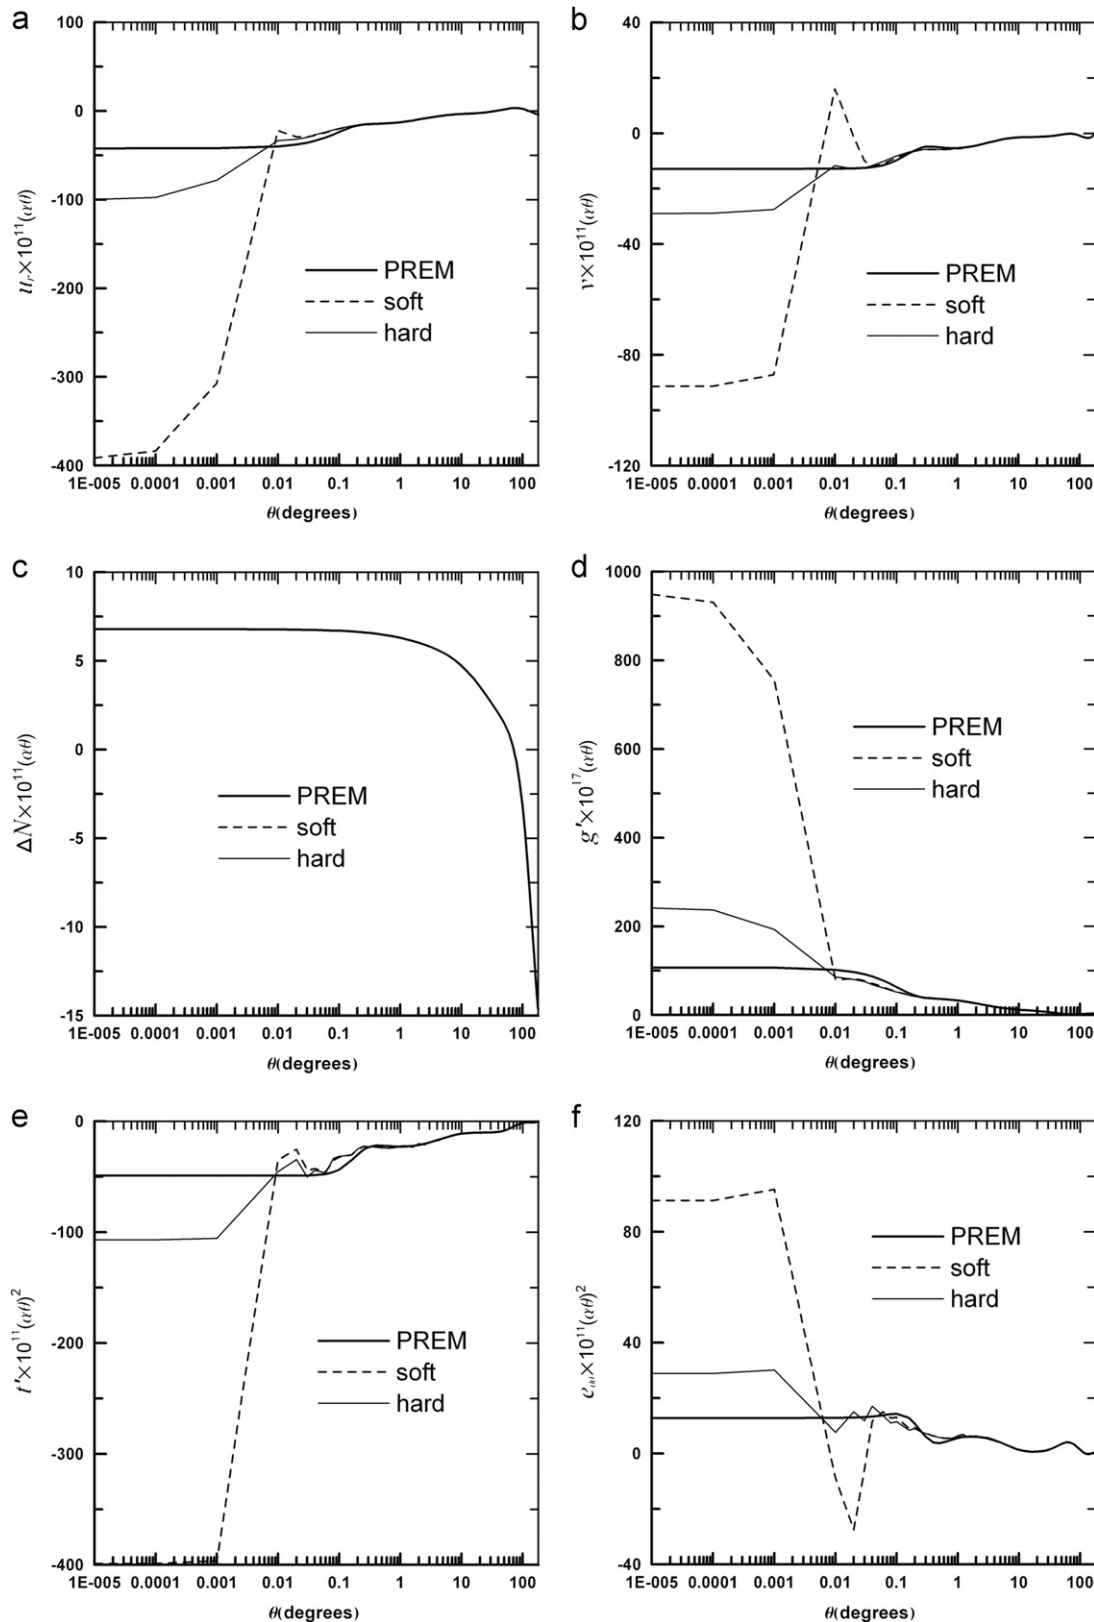 a
100
0
-100
-200
-300
-400
u_r×10^11(aθ)
PREM
soft
hard
1E-005 0.0001 0.001 0.01 0.1 1 10 100
θ(degrees)
b
40
0
-40
-80
-120
v×10^11(aθ)
PREM
soft
hard
1E-005 0.0001 0.001 0.01 0.1 1 10 100
θ(degrees)
c
10
5
0
-5
-10
-15
ΔN×10^11(aθ)
PREM
soft
hard
1E-005 0.0001 0.001 0.01 0.1 1 10 100
θ(degrees)
d
1000
800
600
400
200
0
g'×10^17(aθ)
PREM
soft
hard
1E-005 0.0001 0.001 0.01 0.1 1 10 100
θ(degrees)
e
0
-100
-200
-300
-400
t'×10^11(aθ)^2
PREM
soft
hard
1E-005 0.0001 0.001 0.01 0.1 1 10 100
θ(degrees)
f
120
80
40
0
-40
×10^11(aθ)^2
PREM
soft
hard
1E-005 0.0001 0.001 0.01 0.1 1 10 100
θ(degrees)